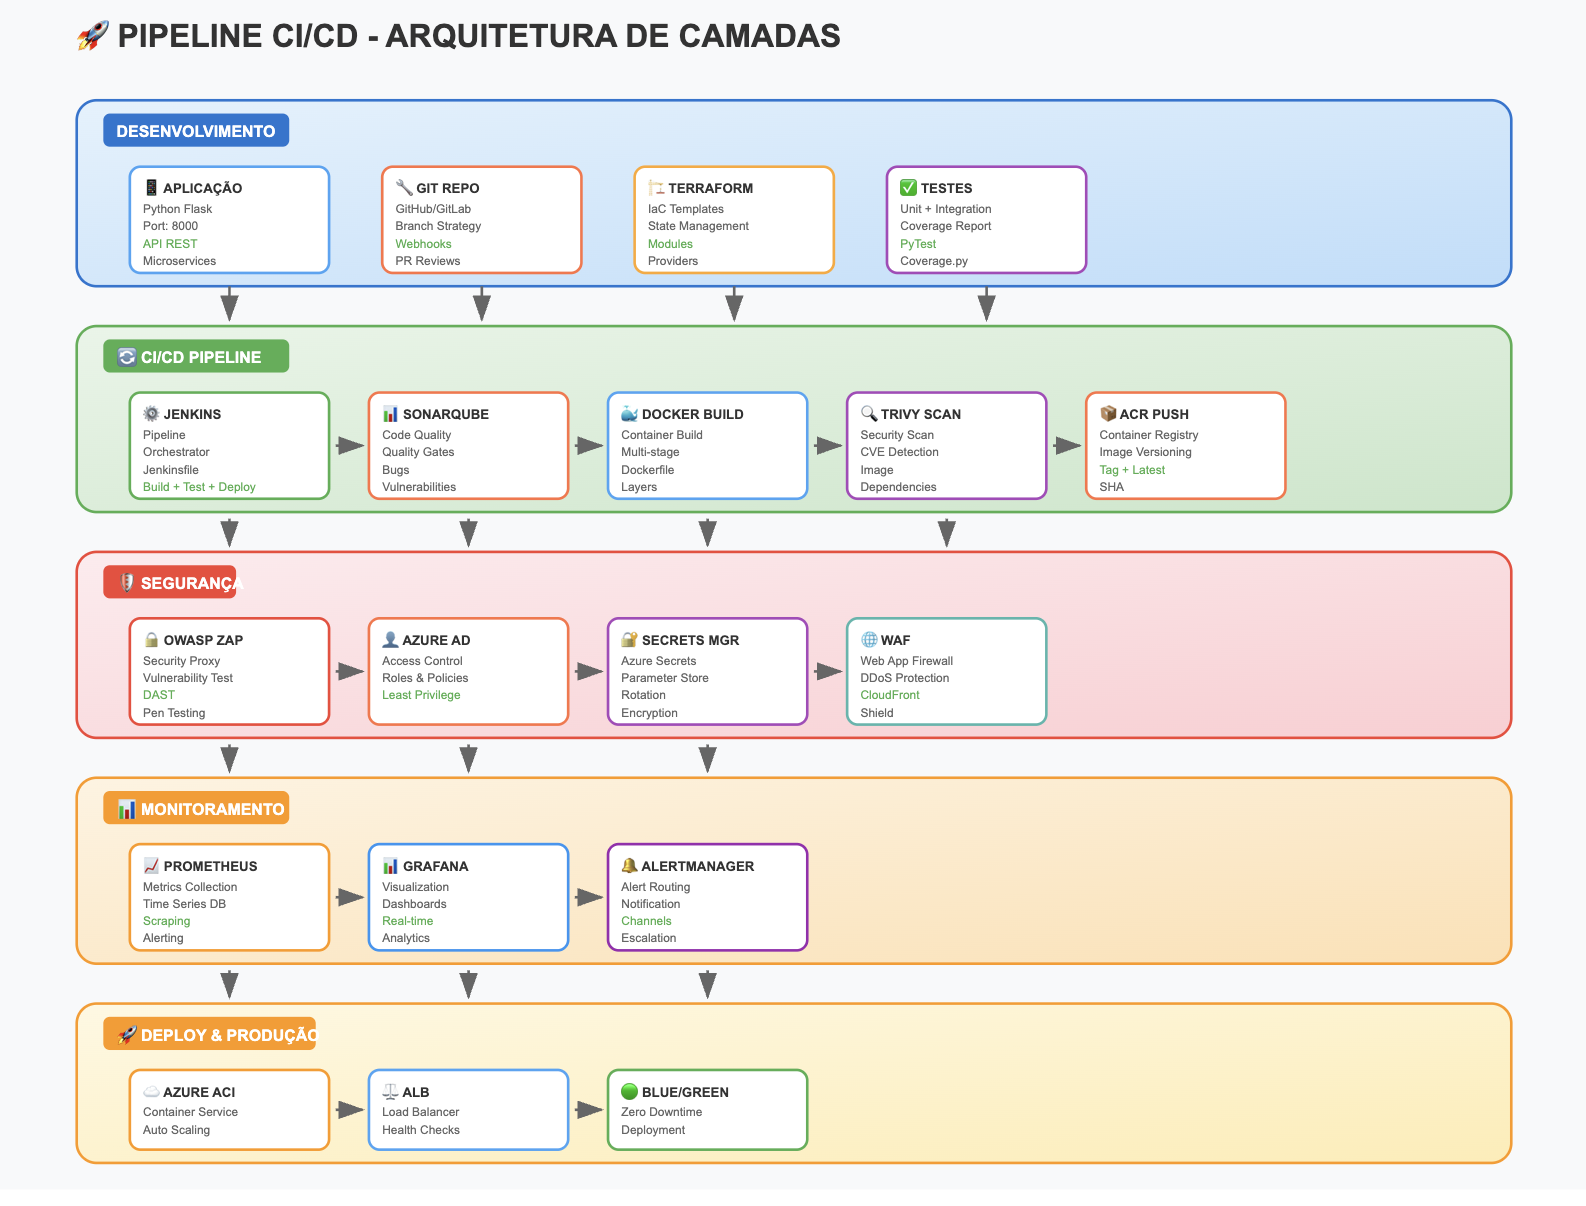 🚀 PIPELINE CI/CD - ARQUITETURA DE CAMADAS
DESENVOLVIMENTO
APLICAÇÃO
Python Flask
Port: 8000
API REST
Microservices
GIT REPO
GitHub/GitLab
Branch Strategy
Webhooks
PR Reviews
TERRAFORM
IaC Templates
State Management
Modules
Providers
TESTES
Unit + Integration
Coverage Report
PyTest
Coverage.py
CI/CD PIPELINE
JENKINS
Pipeline
Orchestrator
Jenkinsfile
Build + Test + Deploy
SONARQUBE
Code Quality
Quality Gates
Bugs
Vulnerabilities
DOCKER BUILD
Container Build
Multi-stage
Dockerfile
Layers
TRIVY SCAN
Security Scan
CVE Detection
Image
Dependencies
ACR PUSH
Container Registry
Image Versioning
Tag + Latest
SHA
SEGURANÇA
OWASP ZAP
Security Proxy
Vulnerability Test
DAST
Pen Testing
AZURE AD
Access Control
Roles & Policies
Least Privilege
SECRETS MGR
Azure Secrets
Parameter Store
Rotation
Encryption
WAF
Web App Firewall
DDoS Protection
CloudFront
Shield
MONITORAMENTO
PROMETHEUS
Metrics Collection
Time Series DB
Scraping
Alerting
GRAFANA
Visualization
Dashboards
Real-time
Analytics
ALERTMANAGER
Alert Routing
Notification
Channels
Escalation
DEPLOY & PRODUÇÃO
AZURE ACI
Container Service
Auto Scaling
ALB
Load Balancer
Health Checks
BLUE/GREEN
Zero Downtime
Deployment